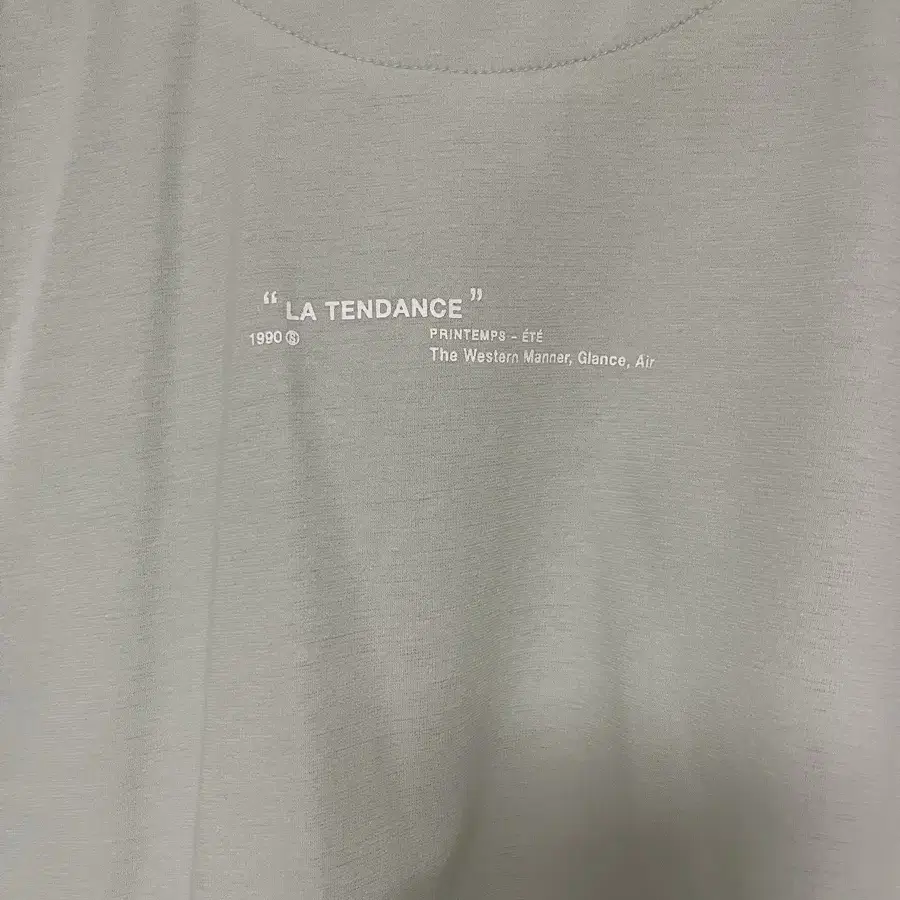 “LA TENDANCE”
1990 Ⓢ
PRINTEMPS - ÉTÉ
The Western Manner, Glance, Air